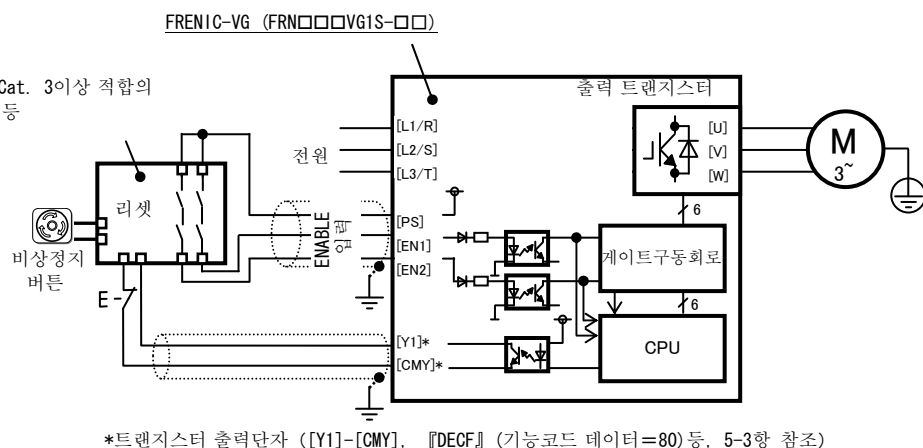 FRENIC-VG (FRN□□□VG1S-□□)
Cat. 3이상 적합의
등
출력 트랜지스터
[L1/R]
[L2/S]
[L3/T]
전원
[U]
[V]
[W]
M
3~
리셋
비상정지
버튼
E
ENABLE
입력
[PS]
[EN1]
[EN2]
6
게이트구동회로
6
CPU
[Y1]*
[CMY]*
*트랜지스터 출력단자 ([Y1]-[CMY], 『DECF』 (기능코드 데이터=80)등, 5-3항 참조)